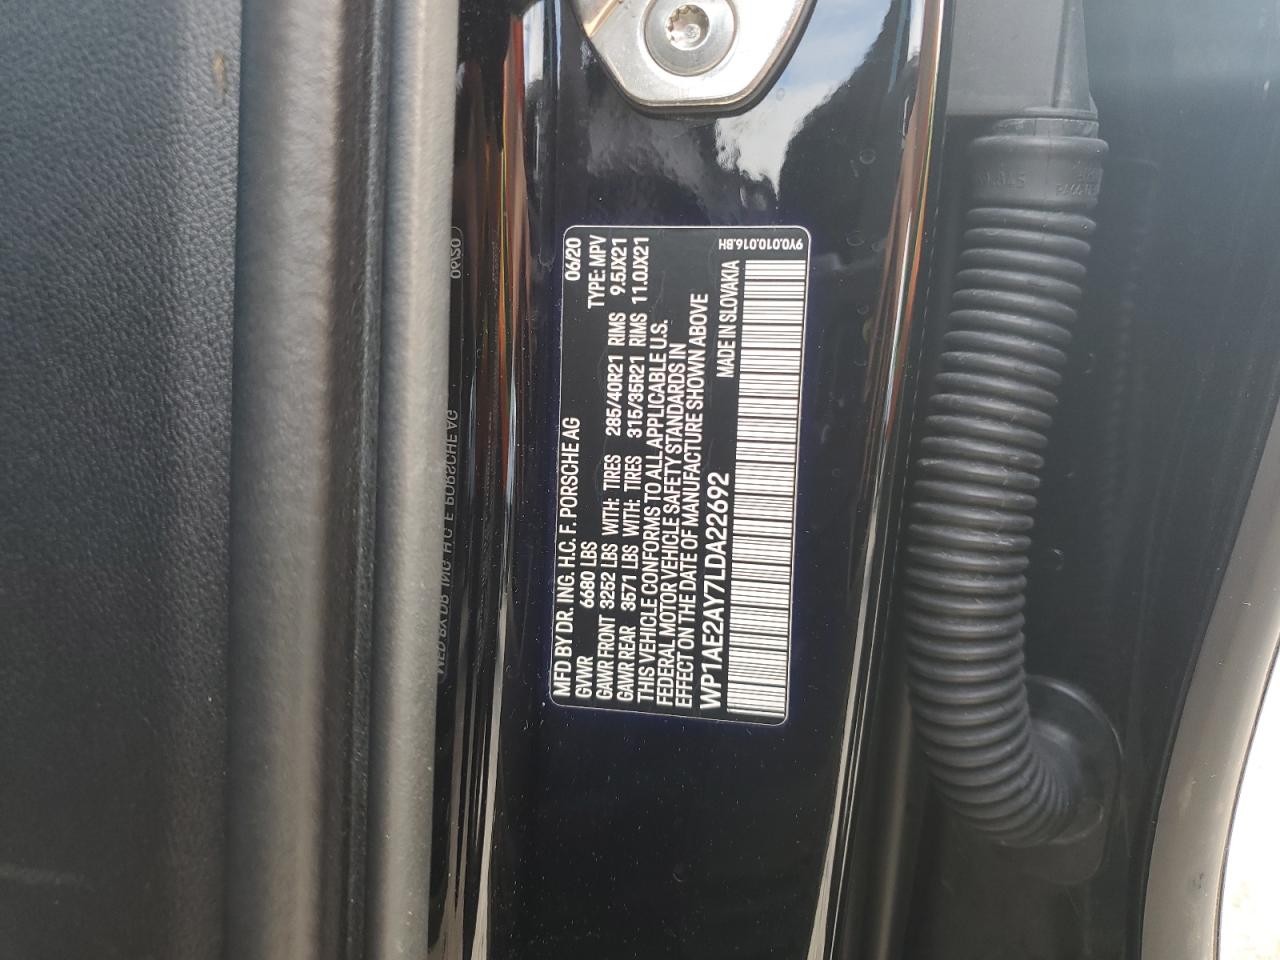 MFD BY DR. ING. H.C. F. PORSCHE AG 06/20
GVWR 6680 LBS TYPE: MPV
GAWR FRONT 3252 LBS WITH: TIRES 285/40R21 RIMS 9.5JX21
GAWR REAR 3571 LBS WITH: TIRES 315/35R21 RIMS 11.0JX21
THIS VEHICLE CONFORMS TO ALL APPLICABLE U.S.
FEDERAL MOTOR VEHICLE SAFETY STANDARDS IN
EFFECT ON THE DATE OF MANUFACTURE SHOWN ABOVE
WP1AE2AY7LDA22692 MADE IN SLOVAKIA
9Y0.010.016.BH